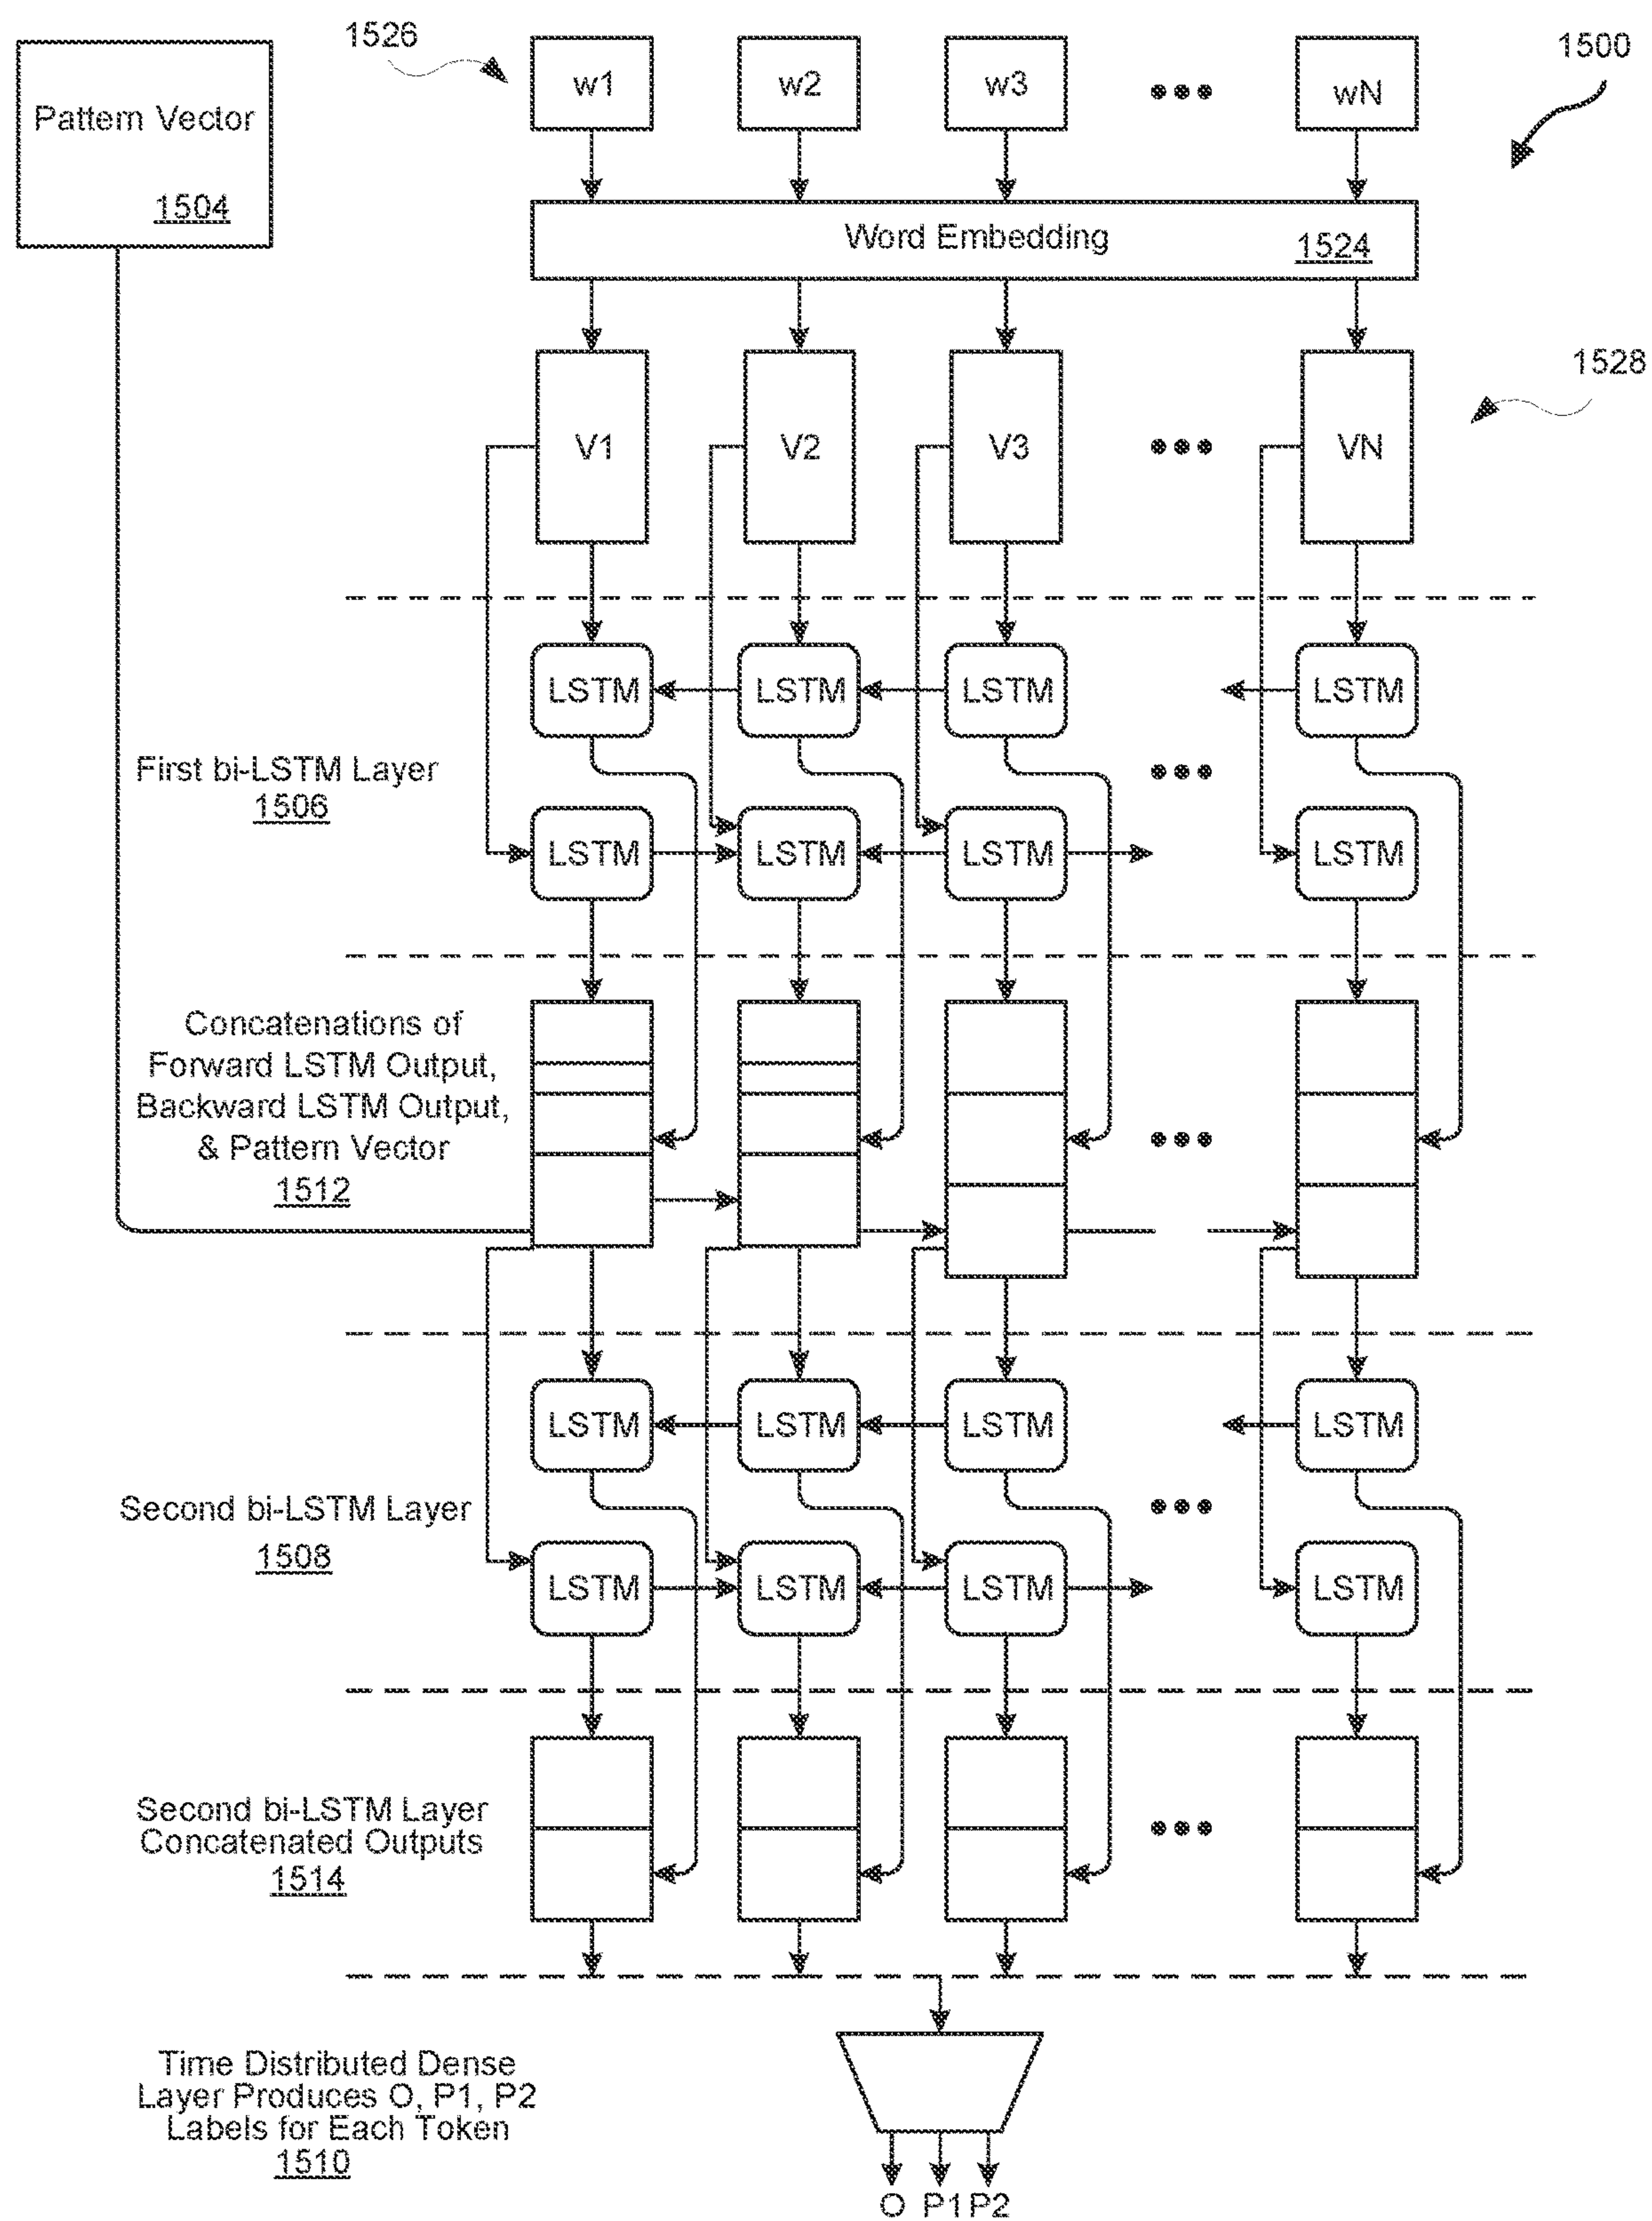 1526
w1
w2
w3
wN
1500
Pattern Vector
1504
Word Embedding
1524
1528
V1
V2
V3
VN
LSTM
LSTM
LSTM
LSTM
First bi-LSTM Layer
1506
LSTM
LSTM
LSTM
LSTM
Concatenations of
Forward LSTM Output,
Backward LSTM Output,
& Pattern Vector
1512
LSTM
LSTM
LSTM
LSTM
Second bi-LSTM Layer
1508
LSTM
LSTM
LSTM
LSTM
Second bi-LSTM Layer
Concatenated Outputs
1514
Time Distributed Dense
Layer Produces O, P1, P2
Labels for Each Token
1510
O P1 P2